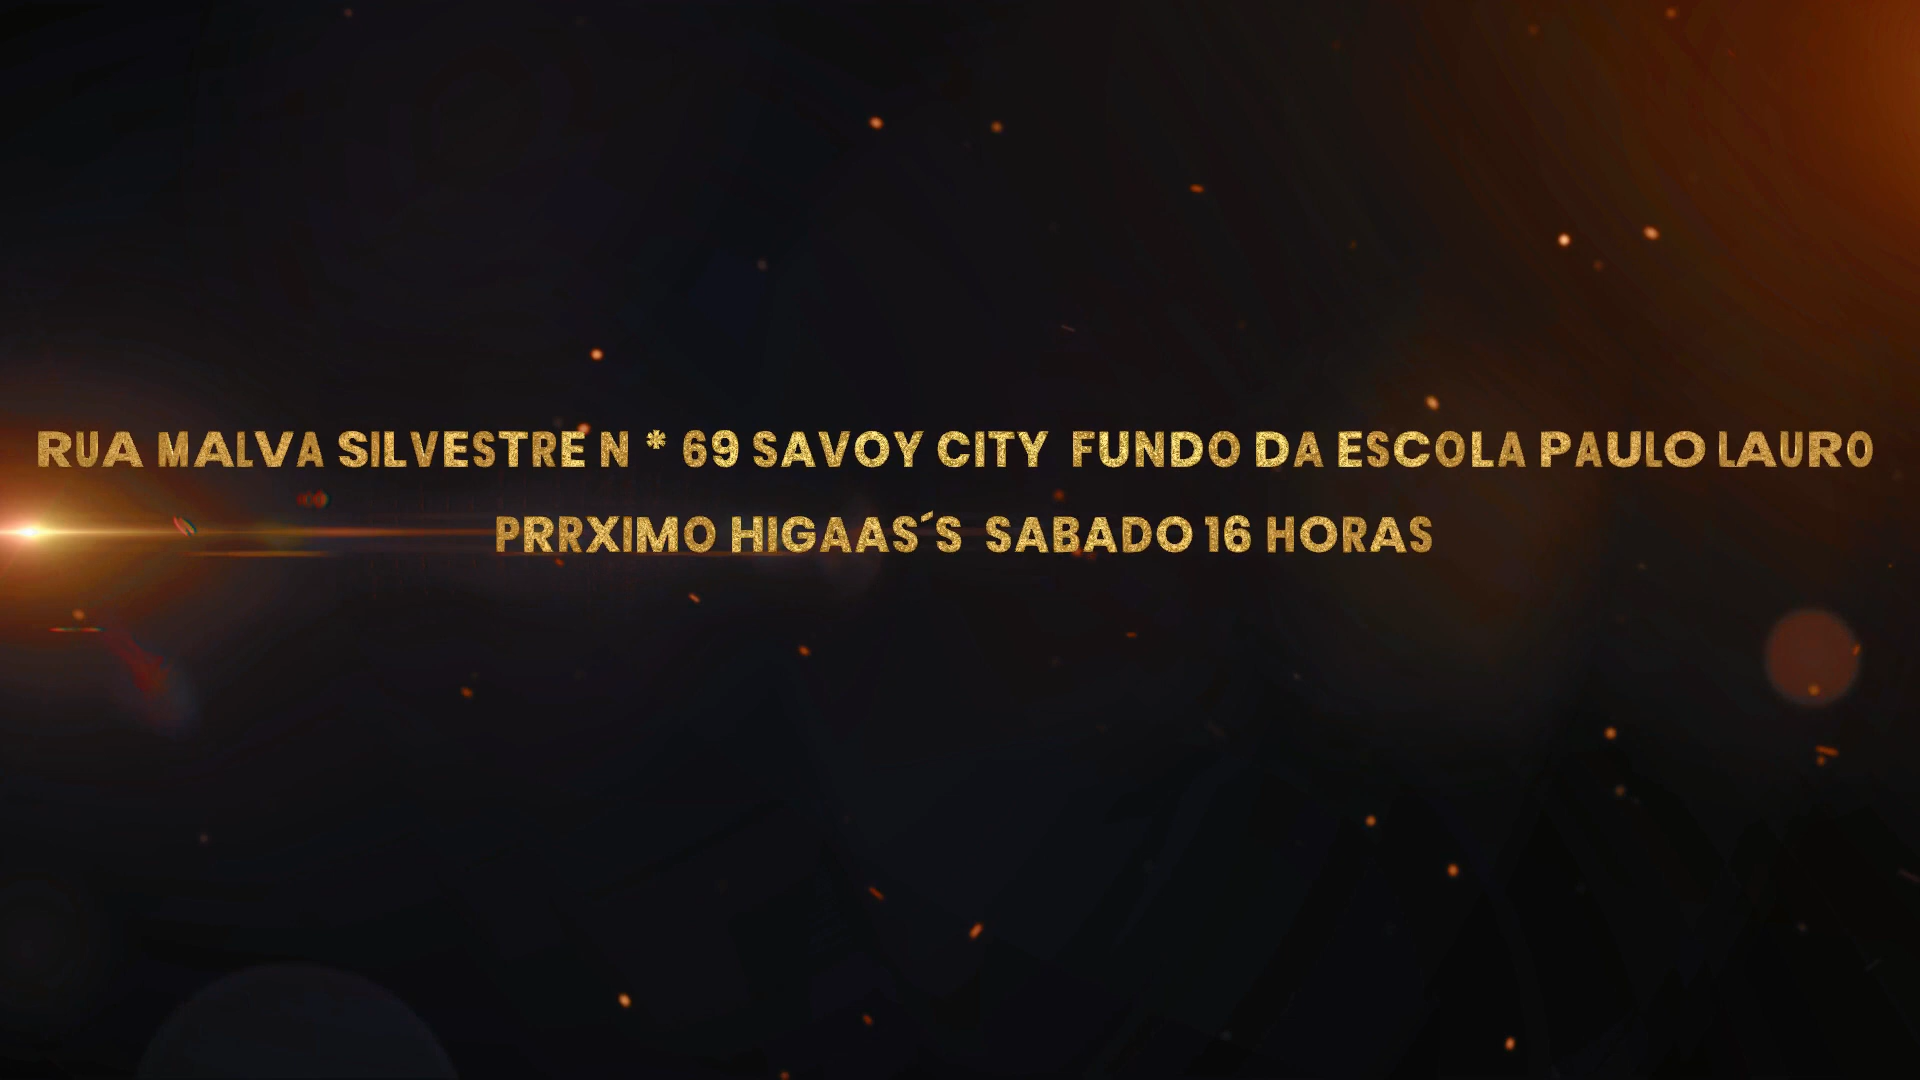 RUA MALVA SILVESTRE N * 69 SAVOY CITY  FUNDO DA ESCOLA PAULO LAURO
PRRXIMO HIGAAS´S  SABADO 16 HORAS